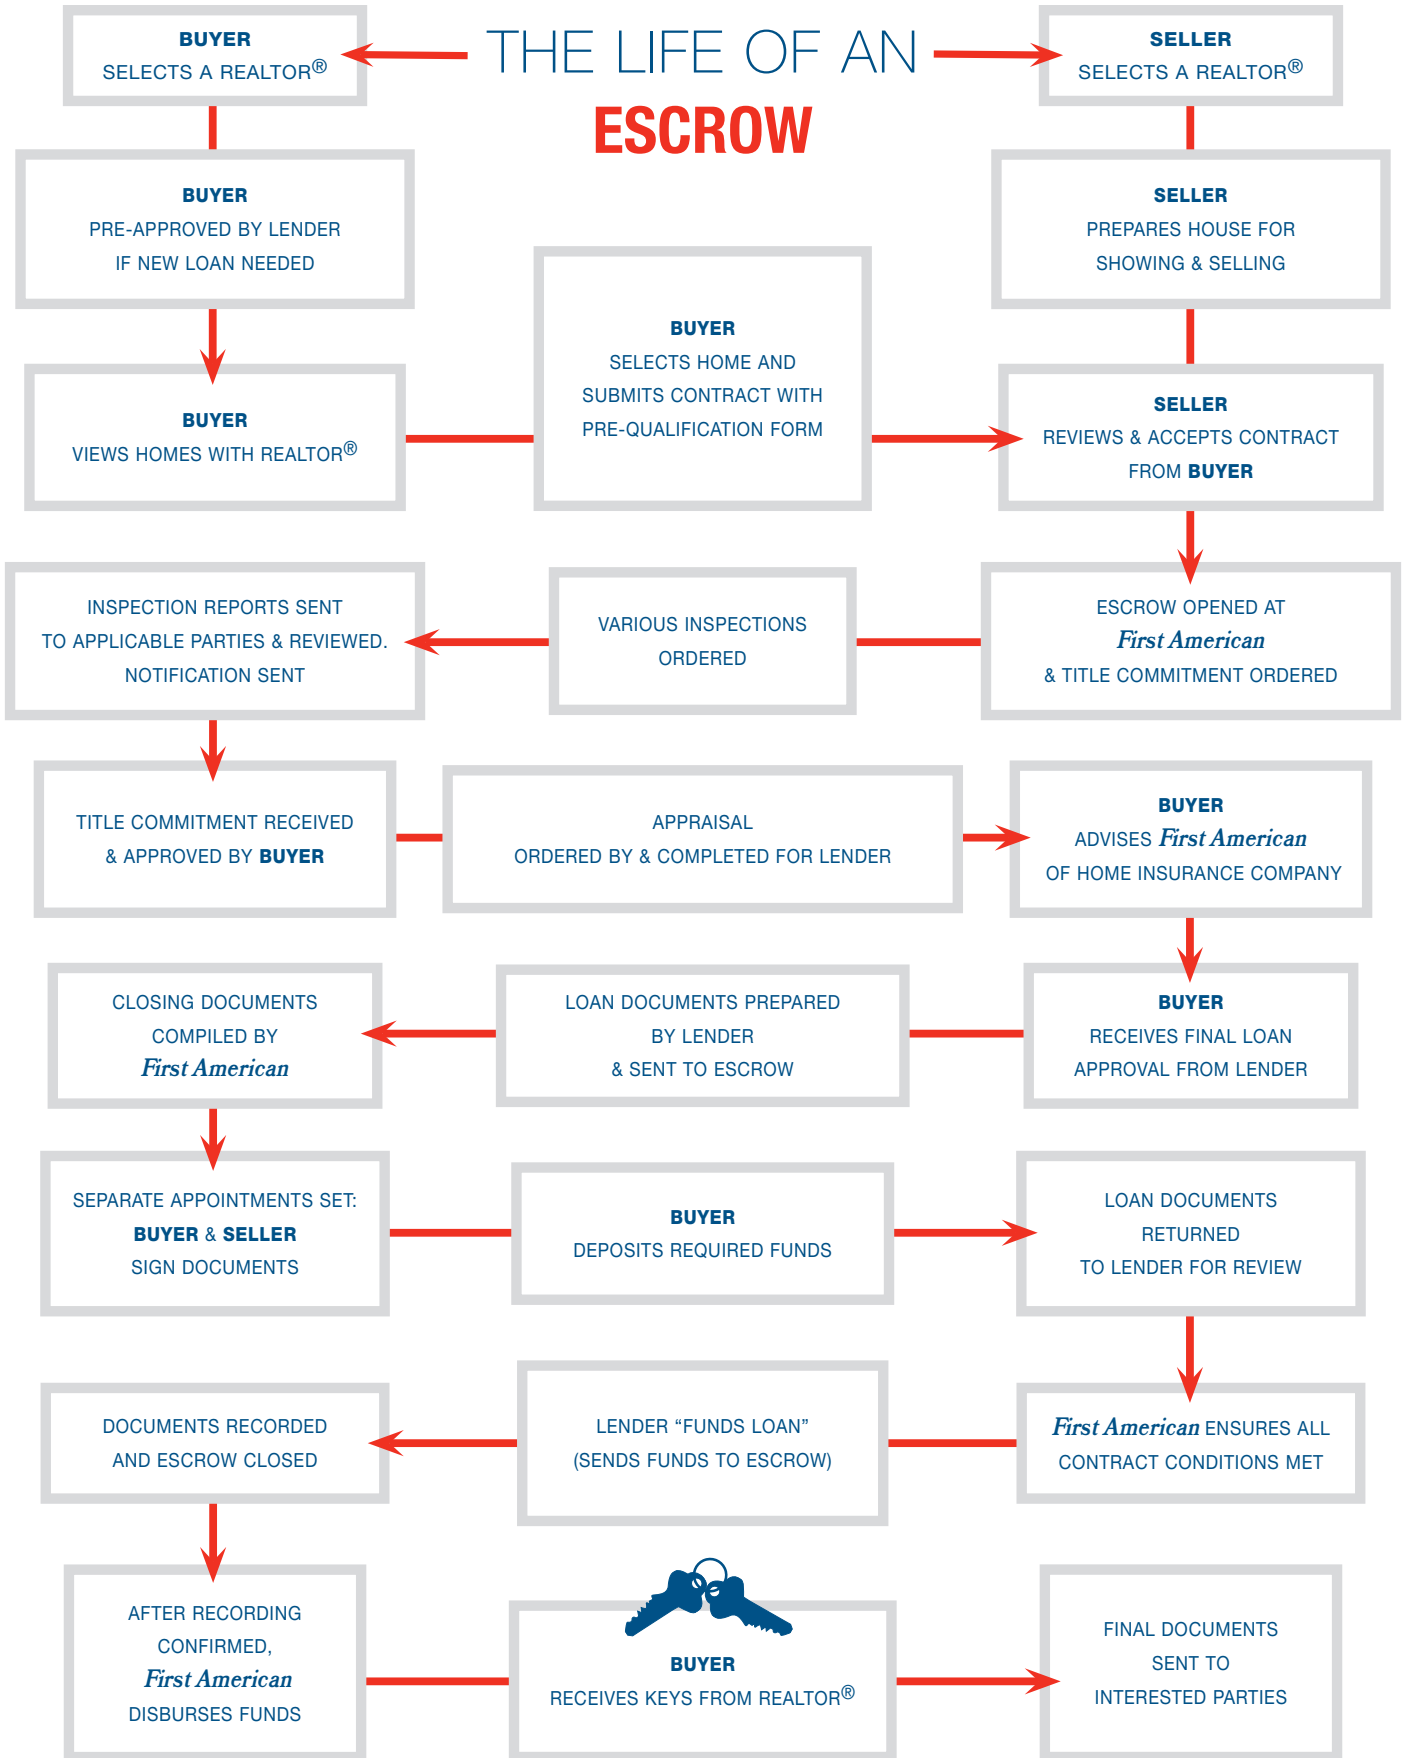 THE LIFE OF AN
ESCROW
BUYER
SELECTS A REALTOR®
SELLER
SELECTS A REALTOR®
BUYER
PRE-APPROVED BY LENDER
IF NEW LOAN NEEDED
SELLER
PREPARES HOUSE FOR
SHOWING & SELLING
BUYER
VIEWS HOMES WITH REALTOR®
BUYER
SELECTS HOME AND
SUBMITS CONTRACT WITH
PRE-QUALIFICATION FORM
SELLER
REVIEWS & ACCEPTS CONTRACT
FROM BUYER
ESCROW OPENED AT
First American
& TITLE COMMITMENT ORDERED
VARIOUS INSPECTIONS
ORDERED
INSPECTION REPORTS SENT
TO APPLICABLE PARTIES & REVIEWED.
NOTIFICATION SENT
TITLE COMMITMENT RECEIVED
& APPROVED BY BUYER
APPRAISAL
ORDERED BY & COMPLETED FOR LENDER
BUYER
ADVISES First American
OF HOME INSURANCE COMPANY
BUYER
RECEIVES FINAL LOAN
APPROVAL FROM LENDER
LOAN DOCUMENTS PREPARED
BY LENDER
& SENT TO ESCROW
CLOSING DOCUMENTS
COMPILED BY
First American
SEPARATE APPOINTMENTS SET:
BUYER & SELLER
SIGN DOCUMENTS
BUYER
DEPOSITS REQUIRED FUNDS
LOAN DOCUMENTS
RETURNED
TO LENDER FOR REVIEW
First American ENSURES ALL
CONTRACT CONDITIONS MET
LENDER “FUNDS LOAN”
(SENDS FUNDS TO ESCROW)
DOCUMENTS RECORDED
AND ESCROW CLOSED
AFTER RECORDING
CONFIRMED,
First American
DISBURSES FUNDS
BUYER
RECEIVES KEYS FROM REALTOR®
FINAL DOCUMENTS
SENT TO
INTERESTED PARTIES